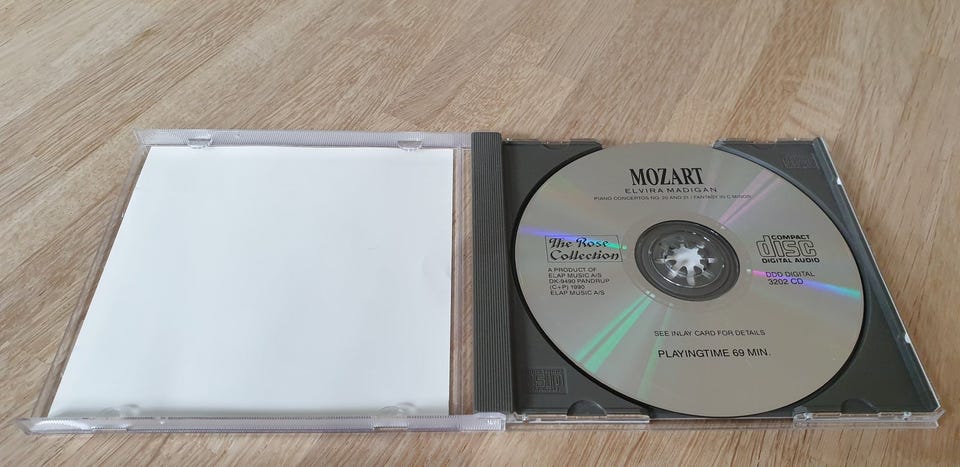 MOZART
ELVIRA MADIGAN
PIANO CONCERTOS NO. 20 AND 21 / FANTASY IN C MINOR
The Rose
Collection
A PRODUCT OF
ELAP MUSIC A/S
DK-9490 PANDRUP
(C+P) 1990
ELAP MUSIC A/S
COMPACT
disc
DIGITAL AUDIO
DDD DIGITAL
3202 CD
SEE INLAY CARD FOR DETAILS
PLAYINGTIME 69 MIN.